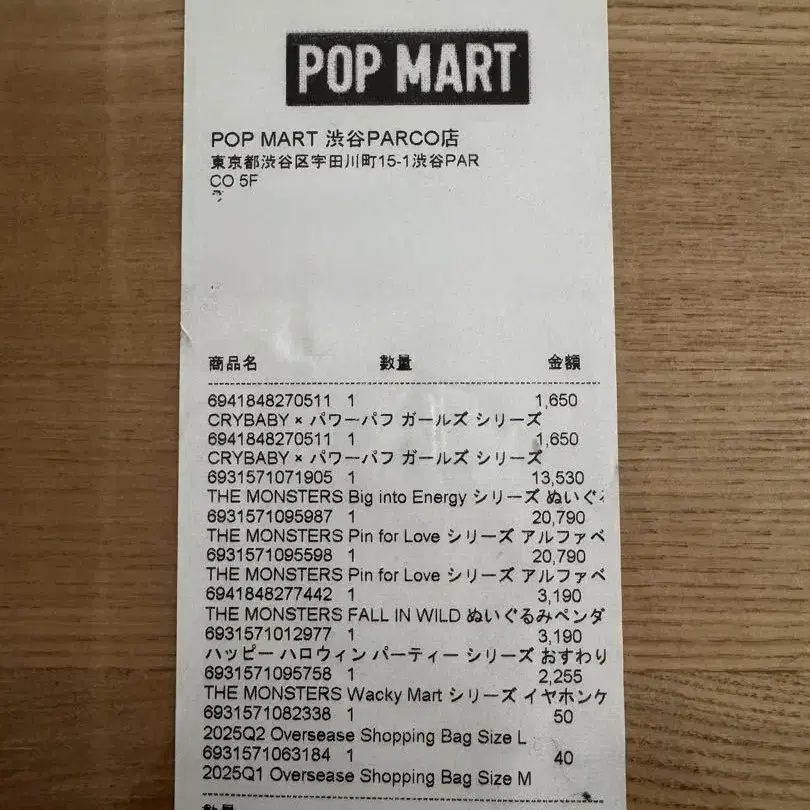 POP MART
POP MART 渋谷PARCO店
東京都渋谷区宇田川町15-1渋谷PAR
CO 5F
商品名 数量 金額
6941848270511 1 1,650
CRYBABY × パワーパフ ガールズ シリーズ
6941848270511 1 1,650
CRYBABY × パワーパフ ガールズ シリーズ
6931571071905 1 13,530
THE MONSTERS Big into Energy シリーズ ぬいぐ
6931571095987 1 20,790
THE MONSTERS Pin for Love シリーズ アルファベ
6931571095598 1 20,790
THE MONSTERS Pin for Love シリーズ アルファベ
6941848277442 1 3,190
THE MONSTERS FALL IN WILD ぬいぐるみペンダ
6931571012977 1 3,190
ハッピー ハロウィン パーティー シリーズ おすわり
6931571095758 1 2,255
THE MONSTERS Wacky Mart シリーズ イヤホンケ
6931571082338 1 50
2025Q2 Oversease Shopping Bag Size L
6931571063184 1 40
2025Q1 Oversease Shopping Bag Size M